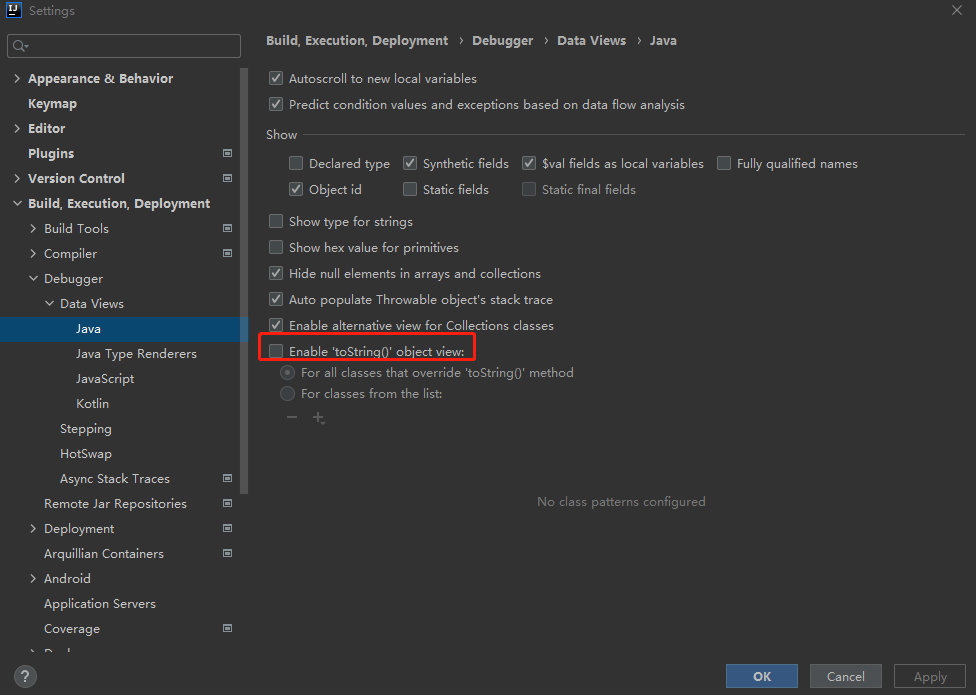 IJ Settings
Build, Execution, Deployment › Debugger › Data Views › Java
Appearance & Behavior
Keymap
Editor
Plugins
Version Control
Build, Execution, Deployment
Build Tools
Compiler
Debugger
Data Views
Java
Java Type Renderers
JavaScript
Kotlin
Stepping
HotSwap
Async Stack Traces
Remote Jar Repositories
Deployment
Arquillian Containers
Android
Application Servers
Coverage
Autoscroll to new local variables
Predict condition values and exceptions based on data flow analysis
Show
Declared type Synthetic fields $val fields as local variables Fully qualified names
Object id Static fields Static final fields
Show type for strings
Show hex value for primitives
Hide null elements in arrays and collections
Auto populate Throwable object's stack trace
Enable alternative view for Collections classes
Enable 'toString()' object view:
For all classes that override 'toString()' method
For classes from the list:
No class patterns configured
? OK Cancel Apply